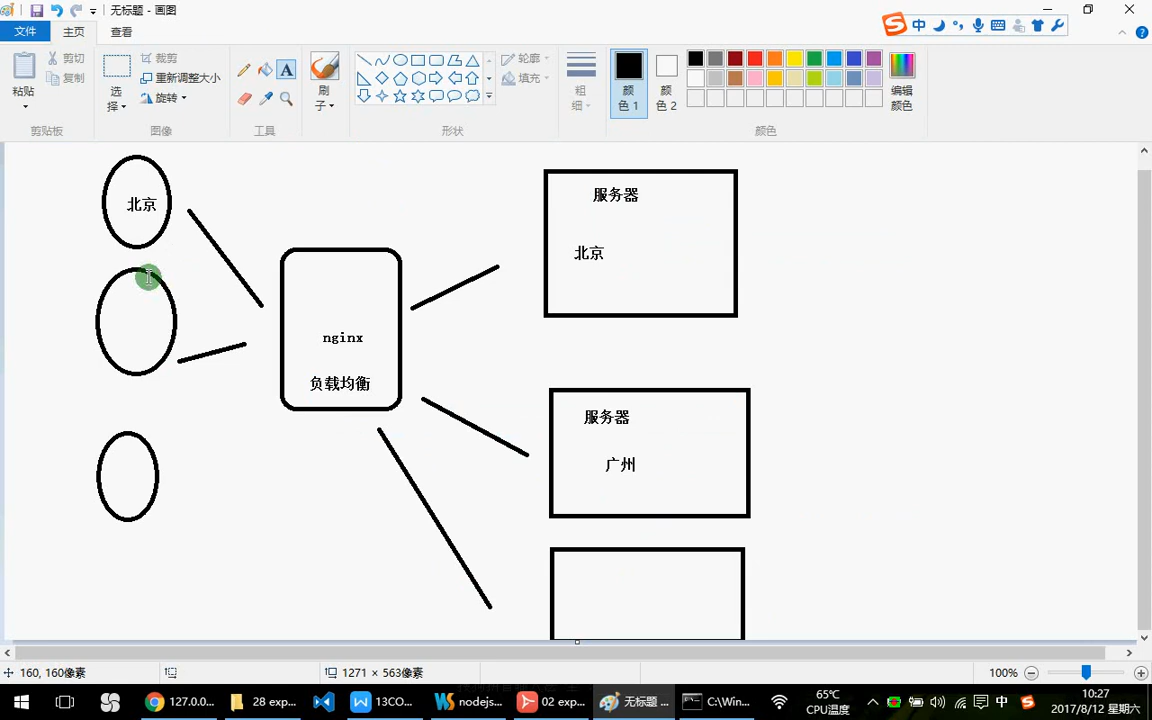 无标题 - 画图
文件
主页
查看
中
粘贴
剪切
复制
剪贴板
选择
裁剪
重新调整大小
旋转
图像
A
工具
刷子
形状
轮廓
填充
粗细
颜色 1
颜色 2
编辑颜色
颜色
北京
nginx
负载均衡
服务器
北京
服务器
广州
160, 160像素
1271 × 563像素
100%
127.0.0...
28 exp...
13CO...
nodejs...
02 exp...
无标题 ...
C:\Win...
65℃
CPU温度
中
10:27
2017/8/12 星期六